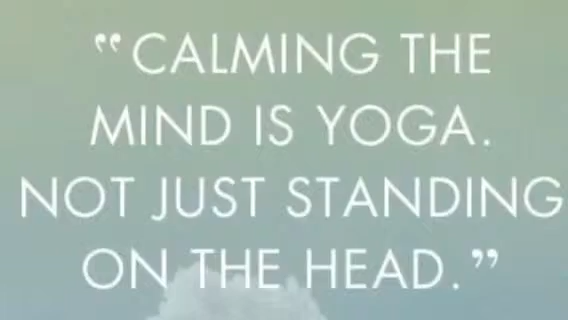 “CALMING THE
MIND IS YOGA.
NOT JUST STANDING
ON THE HEAD.”